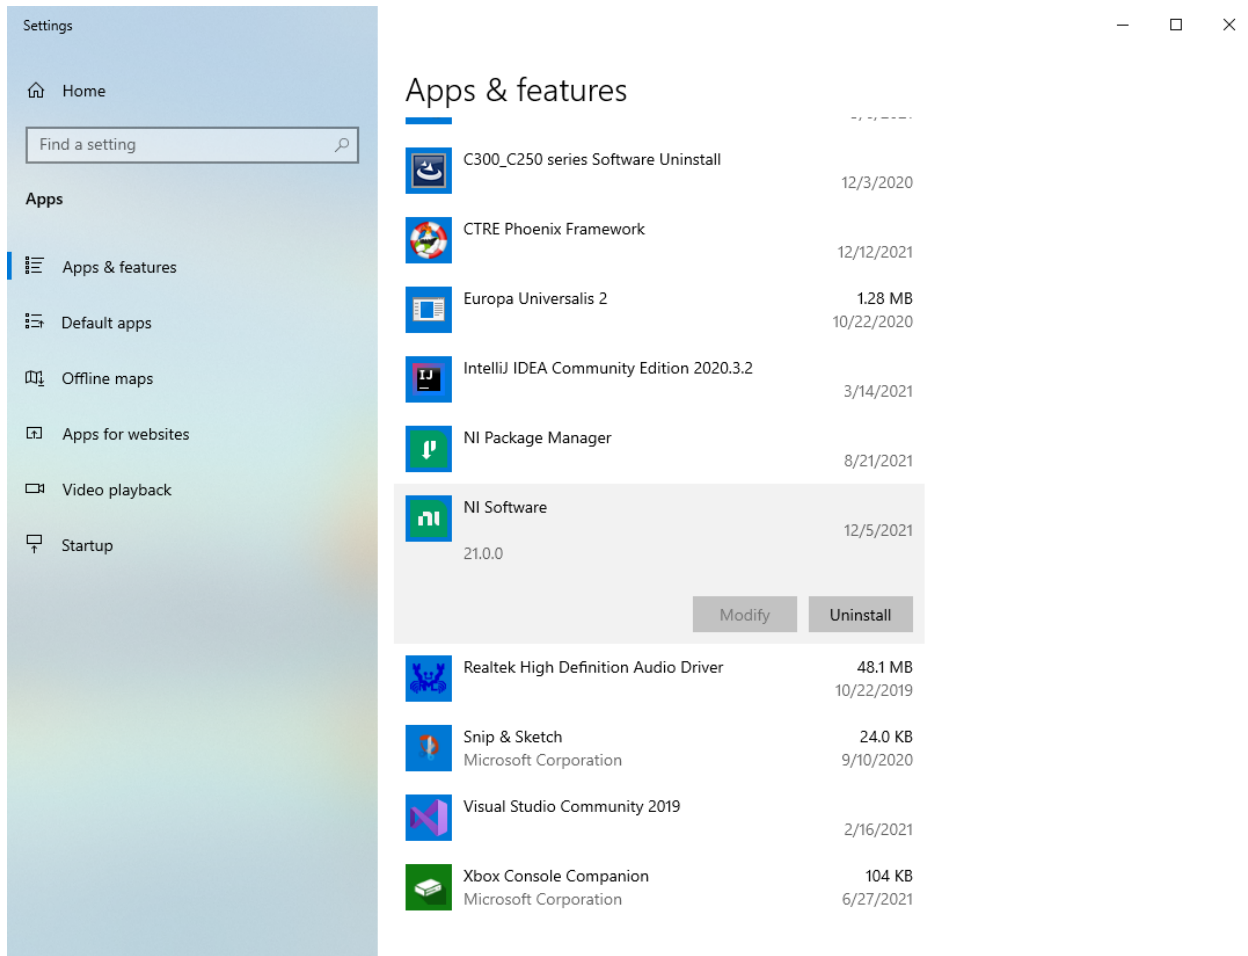 Settings
Home
Find a setting
Apps
Apps & features
Default apps
Offline maps
Apps for websites
Video playback
Startup
Apps & features
C300_C250 series Software Uninstall
12/3/2020
CTRE Phoenix Framework
12/12/2021
Europa Universalis 2
1.28 MB
10/22/2020
IntelliJ IDEA Community Edition 2020.3.2
3/14/2021
NI Package Manager
8/21/2021
NI Software
12/5/2021
21.0.0
Modify
Uninstall
Realtek High Definition Audio Driver
48.1 MB
10/22/2019
Snip & Sketch
24.0 KB
Microsoft Corporation
9/10/2020
Visual Studio Community 2019
2/16/2021
Xbox Console Companion
104 KB
Microsoft Corporation
6/27/2021